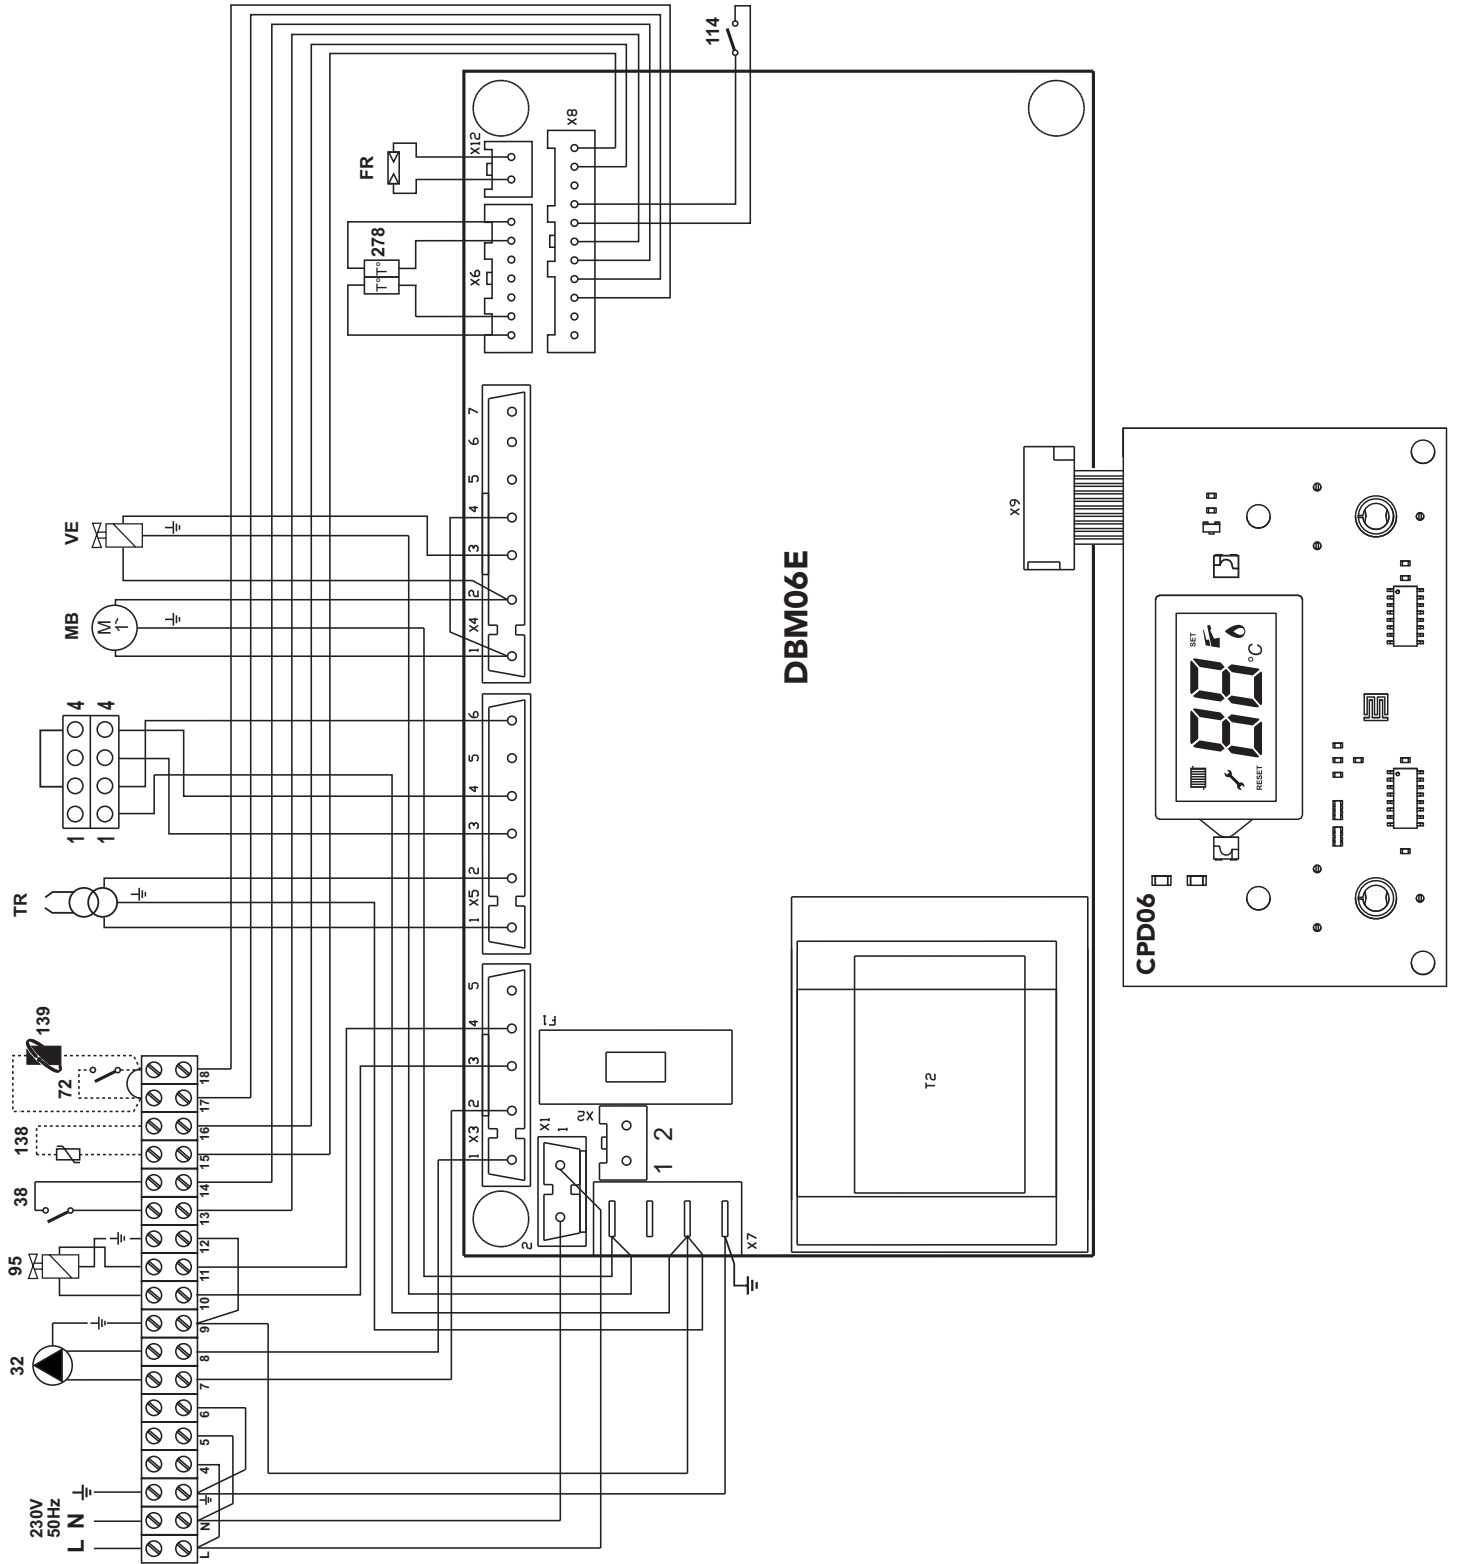 230V
50Hz
L N
32
95
38
138
72
139
TR
1 4
1 4
MB
M
1~
VE
278
T° T°
FR
114
L N 4 5 6 7 8 9 10 11 12 13 14 15 16 17 18
1 X3 2 3 4 5
1 X5 2 3 4 5 6
1 X4 2 3 4 5 6 7
X6
X12
X8
2 X1 1
X2
1 2
F1
X7
T2
DBM06E
X9
CPD06
RESET
88
°C
SET